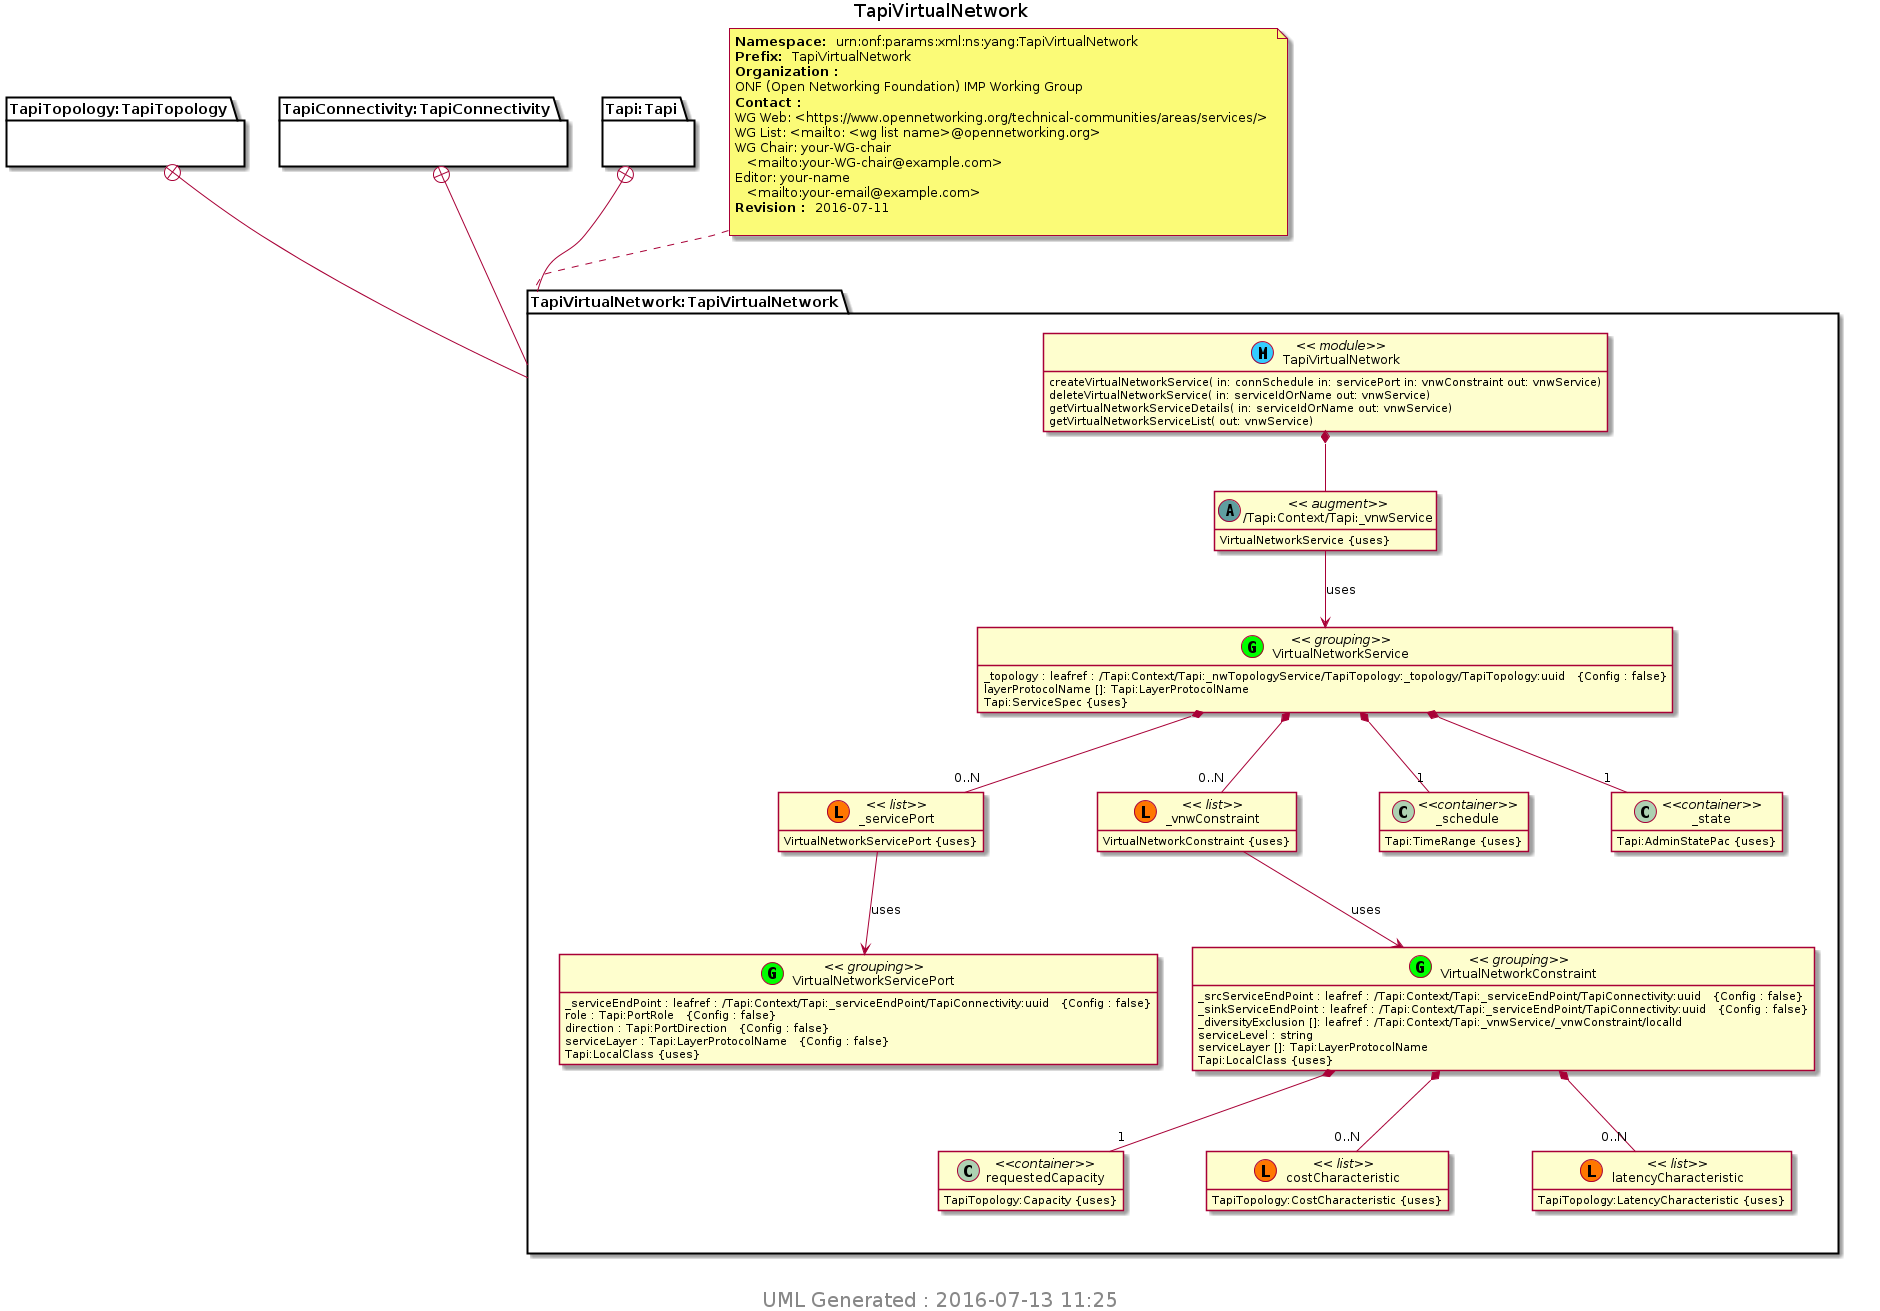 TapiVirtualNetwork
Namespace: urn:onf:params:xml:ns:yang:TapiVirtualNetwork
Prefix: TapiVirtualNetwork
Organization :
ONF (Open Networking Foundation) IMP Working Group
Contact :
WG Web: <https://www.opennetworking.org/technical-communities/areas/services/>
WG List: <mailto: <wg list name>@opennetworking.org>
WG Chair: your-WG-chair
<mailto:your-WG-chair@example.com>
Editor: your-name
<mailto:your-email@example.com>
Revision : 2016-07-11
TapiTopology:TapiTopology
TapiConnectivity:TapiConnectivity
Tapi:Tapi
TapiVirtualNetwork:TapiVirtualNetwork
M
<< module>>
TapiVirtualNetwork
createVirtualNetworkService( in: connSchedule in: servicePort in: vnwConstraint out: vnwService)
deleteVirtualNetworkService( in: serviceIdOrName out: vnwService)
getVirtualNetworkServiceDetails( in: serviceIdOrName out: vnwService)
getVirtualNetworkServiceList( out: vnwService)
A
<< augment>>
/Tapi:Context/Tapi:_vnwService
VirtualNetworkService {uses}
uses
G
<< grouping>>
VirtualNetworkService
_topology : leafref : /Tapi:Context/Tapi:_nwTopologyService/TapiTopology:_topology/TapiTopology:uuid {Config : false}
layerProtocolName []: Tapi:LayerProtocolName
Tapi:ServiceSpec {uses}
0..N
0..N
1
1
L
<< list>>
_servicePort
VirtualNetworkServicePort {uses}
L
<< list>>
_vnwConstraint
VirtualNetworkConstraint {uses}
C
<<container>>
_schedule
Tapi:TimeRange {uses}
C
<<container>>
_state
Tapi:AdminStatePac {uses}
uses
uses
G
<< grouping>>
VirtualNetworkServicePort
_serviceEndPoint : leafref : /Tapi:Context/Tapi:_serviceEndPoint/TapiConnectivity:uuid {Config : false}
role : Tapi:PortRole {Config : false}
direction : Tapi:PortDirection {Config : false}
serviceLayer : Tapi:LayerProtocolName {Config : false}
Tapi:LocalClass {uses}
G
<< grouping>>
VirtualNetworkConstraint
_srcServiceEndPoint : leafref : /Tapi:Context/Tapi:_serviceEndPoint/TapiConnectivity:uuid {Config : false}
_sinkServiceEndPoint : leafref : /Tapi:Context/Tapi:_serviceEndPoint/TapiConnectivity:uuid {Config : false}
_diversityExclusion []: leafref : /Tapi:Context/Tapi:_vnwService/_vnwConstraint/localId
serviceLevel : string
serviceLayer []: Tapi:LayerProtocolName
Tapi:LocalClass {uses}
1
0..N
0..N
C
<<container>>
requestedCapacity
TapiTopology:Capacity {uses}
L
<< list>>
costCharacteristic
TapiTopology:CostCharacteristic {uses}
L
<< list>>
latencyCharacteristic
TapiTopology:LatencyCharacteristic {uses}
UML Generated : 2016-07-13 11:25